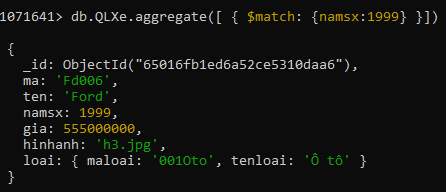 1071641> db.QLXe.aggregate([ { $match: {namsx:1999} }])
{
_id: ObjectId("65016fb1ed6a52ce5310daa6"),
ma: 'Fd006',
ten: 'Ford',
namsx: 1999,
gia: 555000000,
hinhanh: 'h3.jpg',
loai: { maloai: '001Oto', tenloai: 'Ô tô' }
}